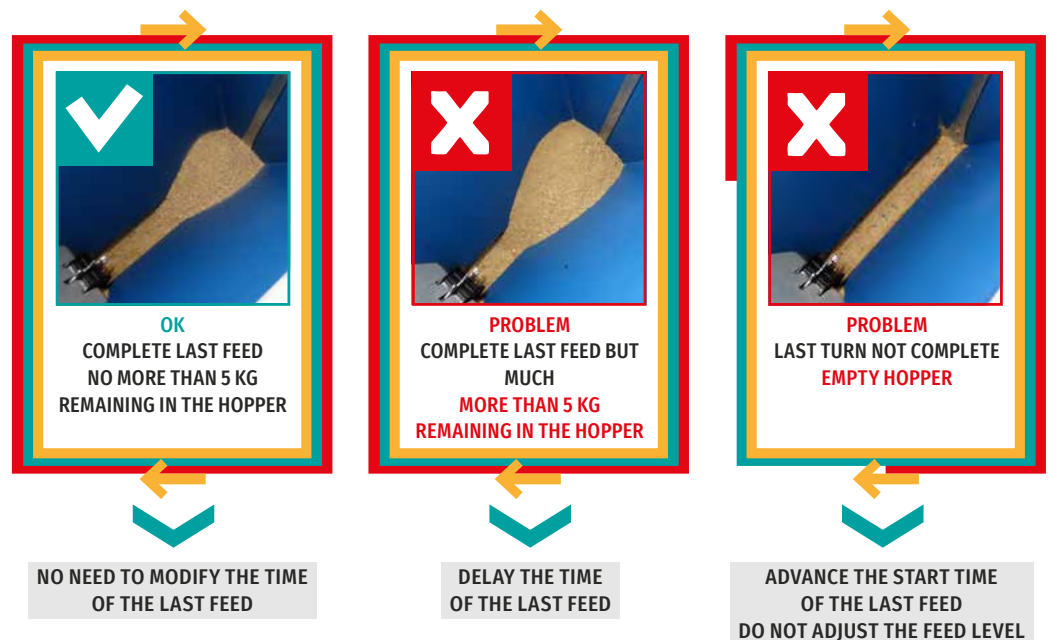 OK
COMPLETE LAST FEED
NO MORE THAN 5 KG
REMAINING IN THE HOPPER
NO NEED TO MODIFY THE TIME
OF THE LAST FEED
PROBLEM
COMPLETE LAST FEED BUT
MUCH
MORE THAN 5 KG
REMAINING IN THE HOPPER
DELAY THE TIME
OF THE LAST FEED
PROBLEM
LAST TURN NOT COMPLETE
EMPTY HOPPER
ADVANCE THE START TIME
OF THE LAST FEED
DO NOT ADJUST THE FEED LEVEL